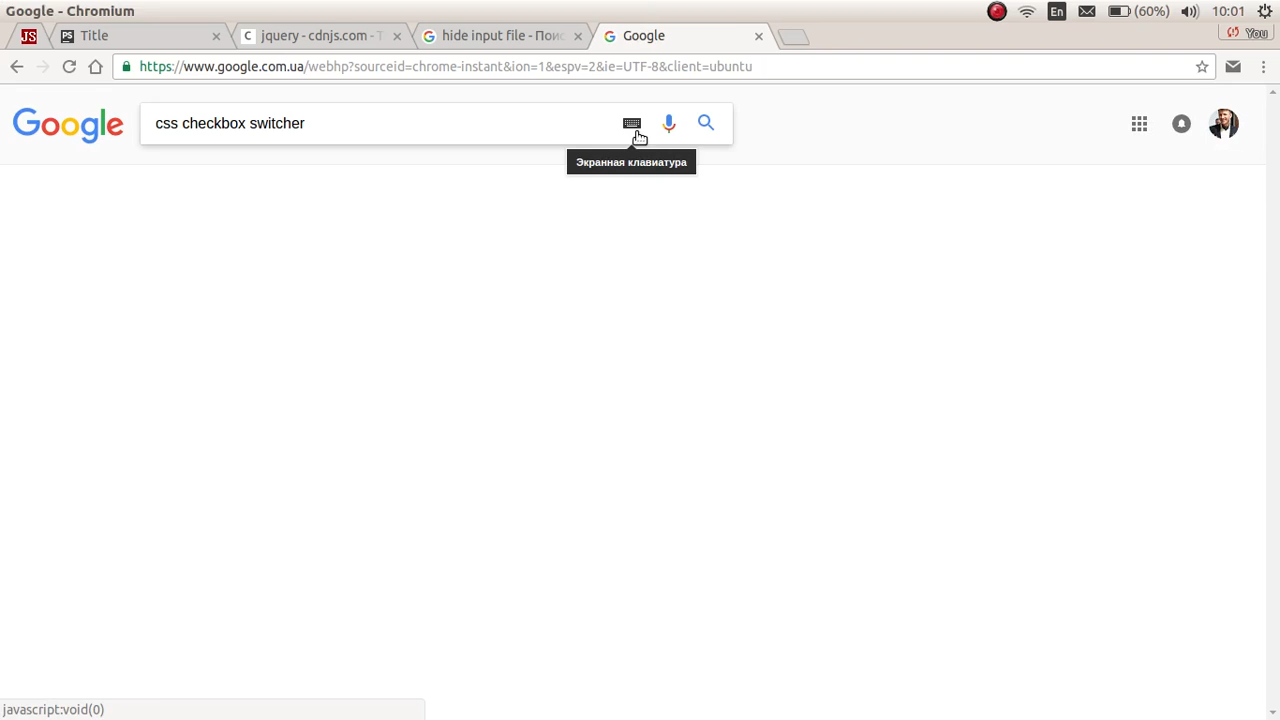 Google - Chromium
En
(60%)
10:01
JS
PS
Title
C
jquery - cdnjs.com - T
G
hide input file - Поис
G
Google
You
https://www.google.com.ua/webhp?sourceid=chrome-instant&ion=1&espv=2&ie=UTF-8&client=ubuntu
Google
css checkbox switcher
Экранная клавиатура
javascript:void(0)